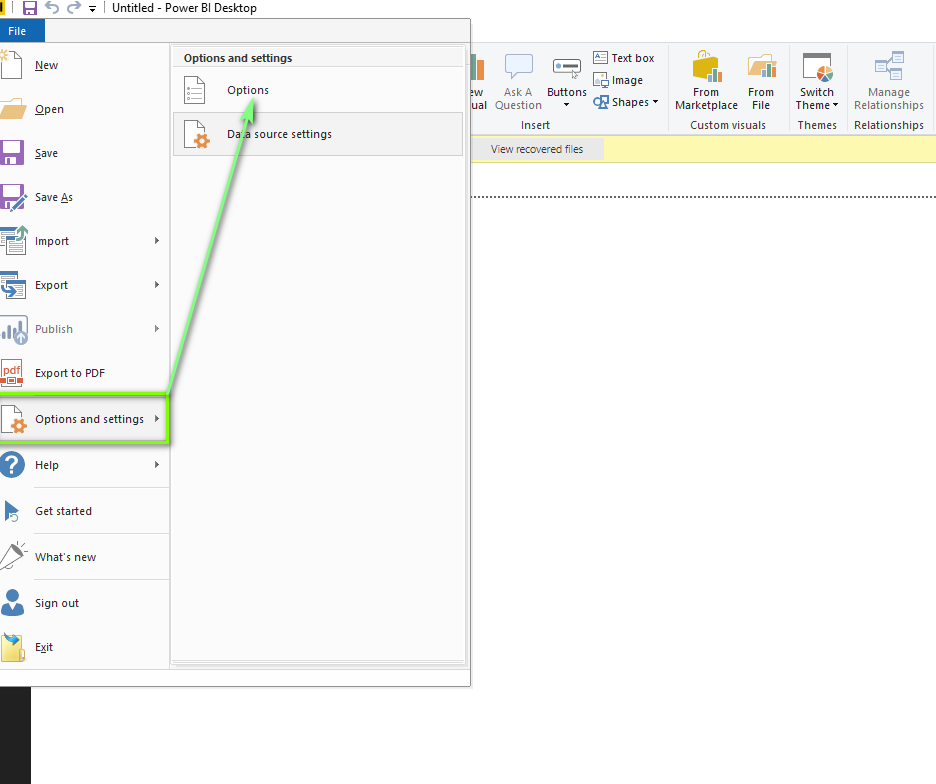 Untitled - Power BI Desktop
File
New
Open
Save
Save As
Import
Export
Publish
pdf
Export to PDF
Options and settings
Help
Get started
What's new
Sign out
Exit
Options and settings
Options
Data source settings
Ask A
Question
Buttons
Text box
Image
Shapes
Insert
From
Marketplace
From
File
Custom visuals
Switch
Theme
Themes
Manage
Relationships
Relationships
View recovered files